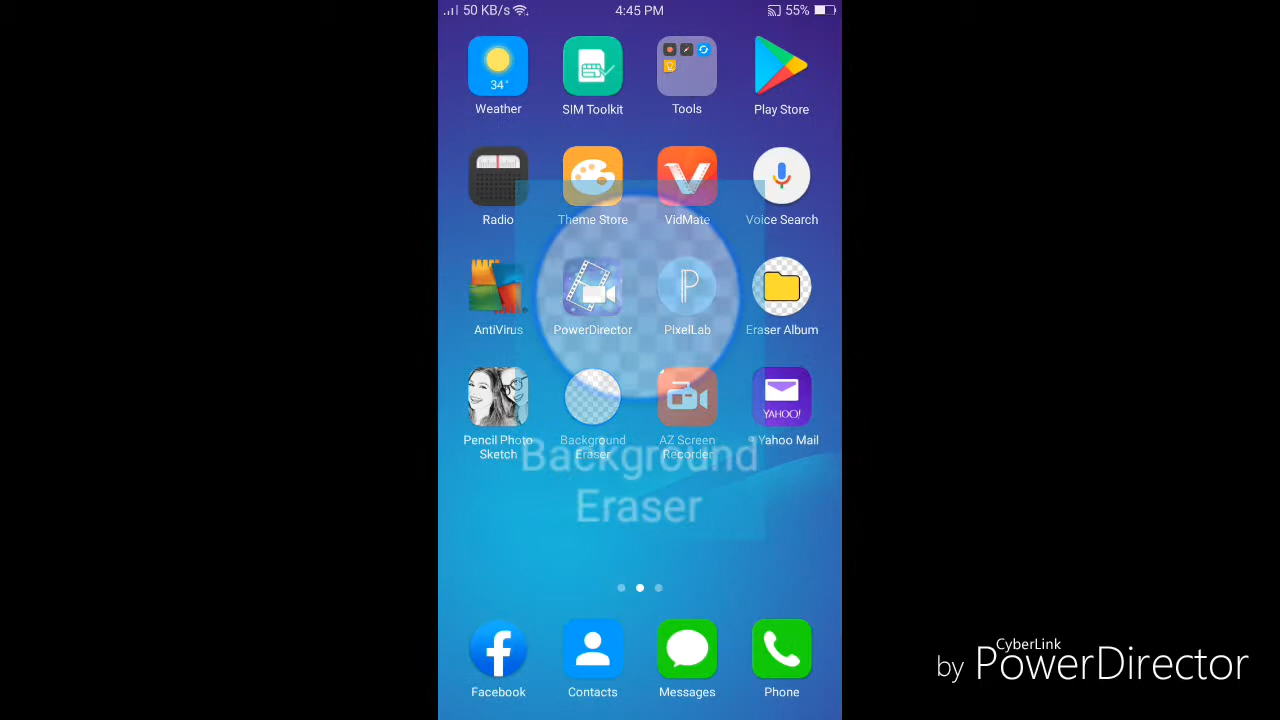 50 KB/s
4:45 PM
55%
34°
Weather
SIM Toolkit
Tools
Play Store
Radio
Theme Store
VidMate
Voice Search
AntiVirus
PowerDirector
PixelLab
Eraser Album
YAHOO!
Pencil Photo
Sketch
Background
Eraser
AZ Screen
Recorder
Yahoo Mail
Background
Eraser
Facebook
Contacts
Messages
Phone
CyberLink
by PowerDirector